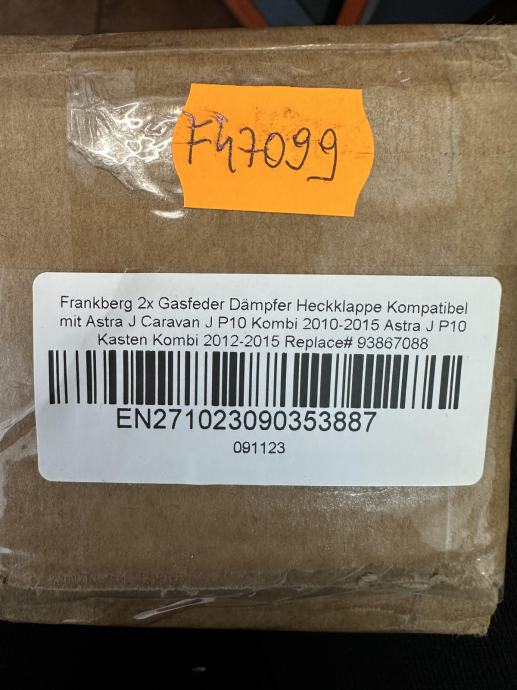 F47099
Frankberg 2x Gasfeder Dämpfer Heckklappe Kompatibel
mit Astra J Caravan J P10 Kombi 2010-2015 Astra J P10
Kasten Kombi 2012-2015 Replace# 93867088
EN271023090353887
091123